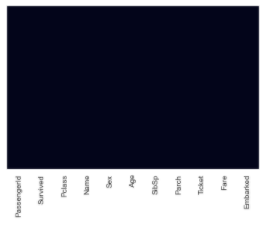 PassengerId
Survived
Pclass
Name
Sex
Age
SibSp
Parch
Ticket
Fare
Embarked